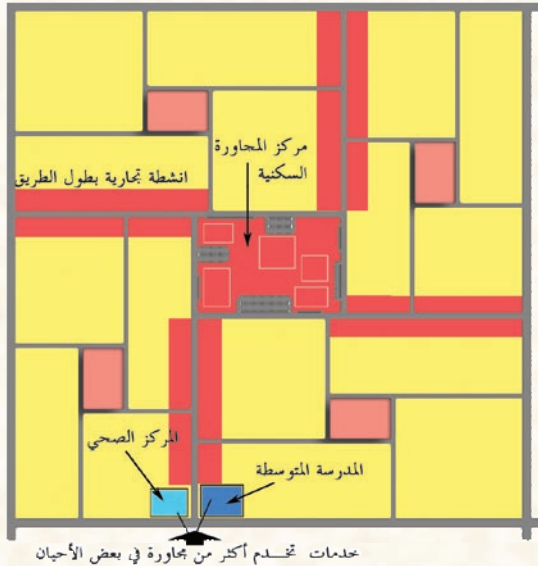 مركز المجاورة
السكنية
انشطة تجارية بطول الطريق
المركز الصحي
المدرسة المتوسطة
خدمات تخدم أكثر من مجاورة في بعض الأحيان